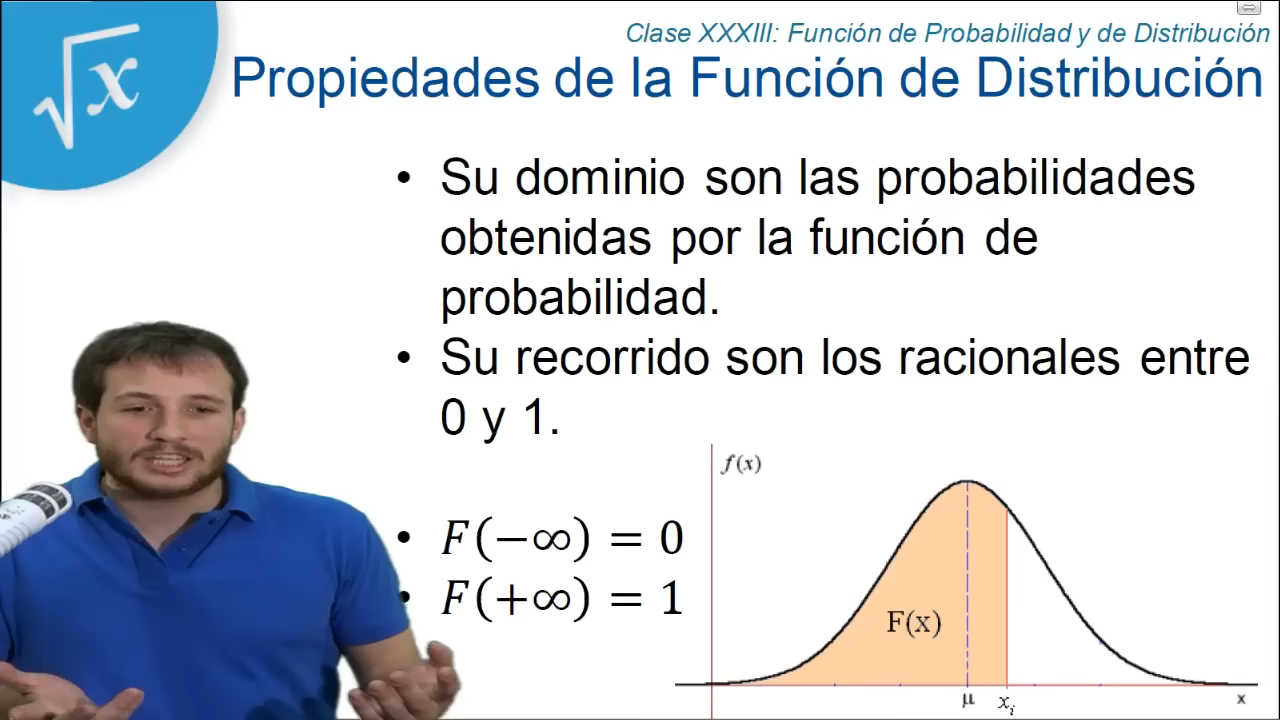 √x
Clase XXXIII: Función de Probabilidad y de Distribución
Propiedades de la Función de Distribución
• Su dominio son las probabilidades
obtenidas por la función de
probabilidad.
• Su recorrido son los racionales entre
0 y 1.
• F(−∞) = 0
• F(+∞) = 1
f(x)
F(x)
μ
xᵢ
x